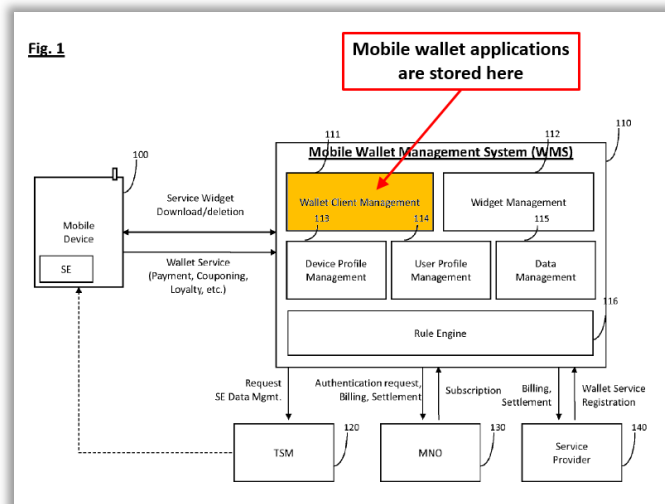 Fig. 1
Mobile wallet applications
are stored here
110
111
112
Mobile Wallet Management System (WMS)
100
Wallet Client Management
Widget Management
Service Widget
Download/deletion
113
114
115
Mobile
Device
SE
Wallet Service
(Payment, Couponing,
Loyalty, etc.)
Device Profile
Management
User Profile
Management
Data
Management
116
Rule Engine
Request
SE Data Mgmt.
Authentication request,
Billing, Settlement
Subscription
Billing,
Settlement
Wallet Service
Registration
120
130
140
TSM
MNO
Service
Provider